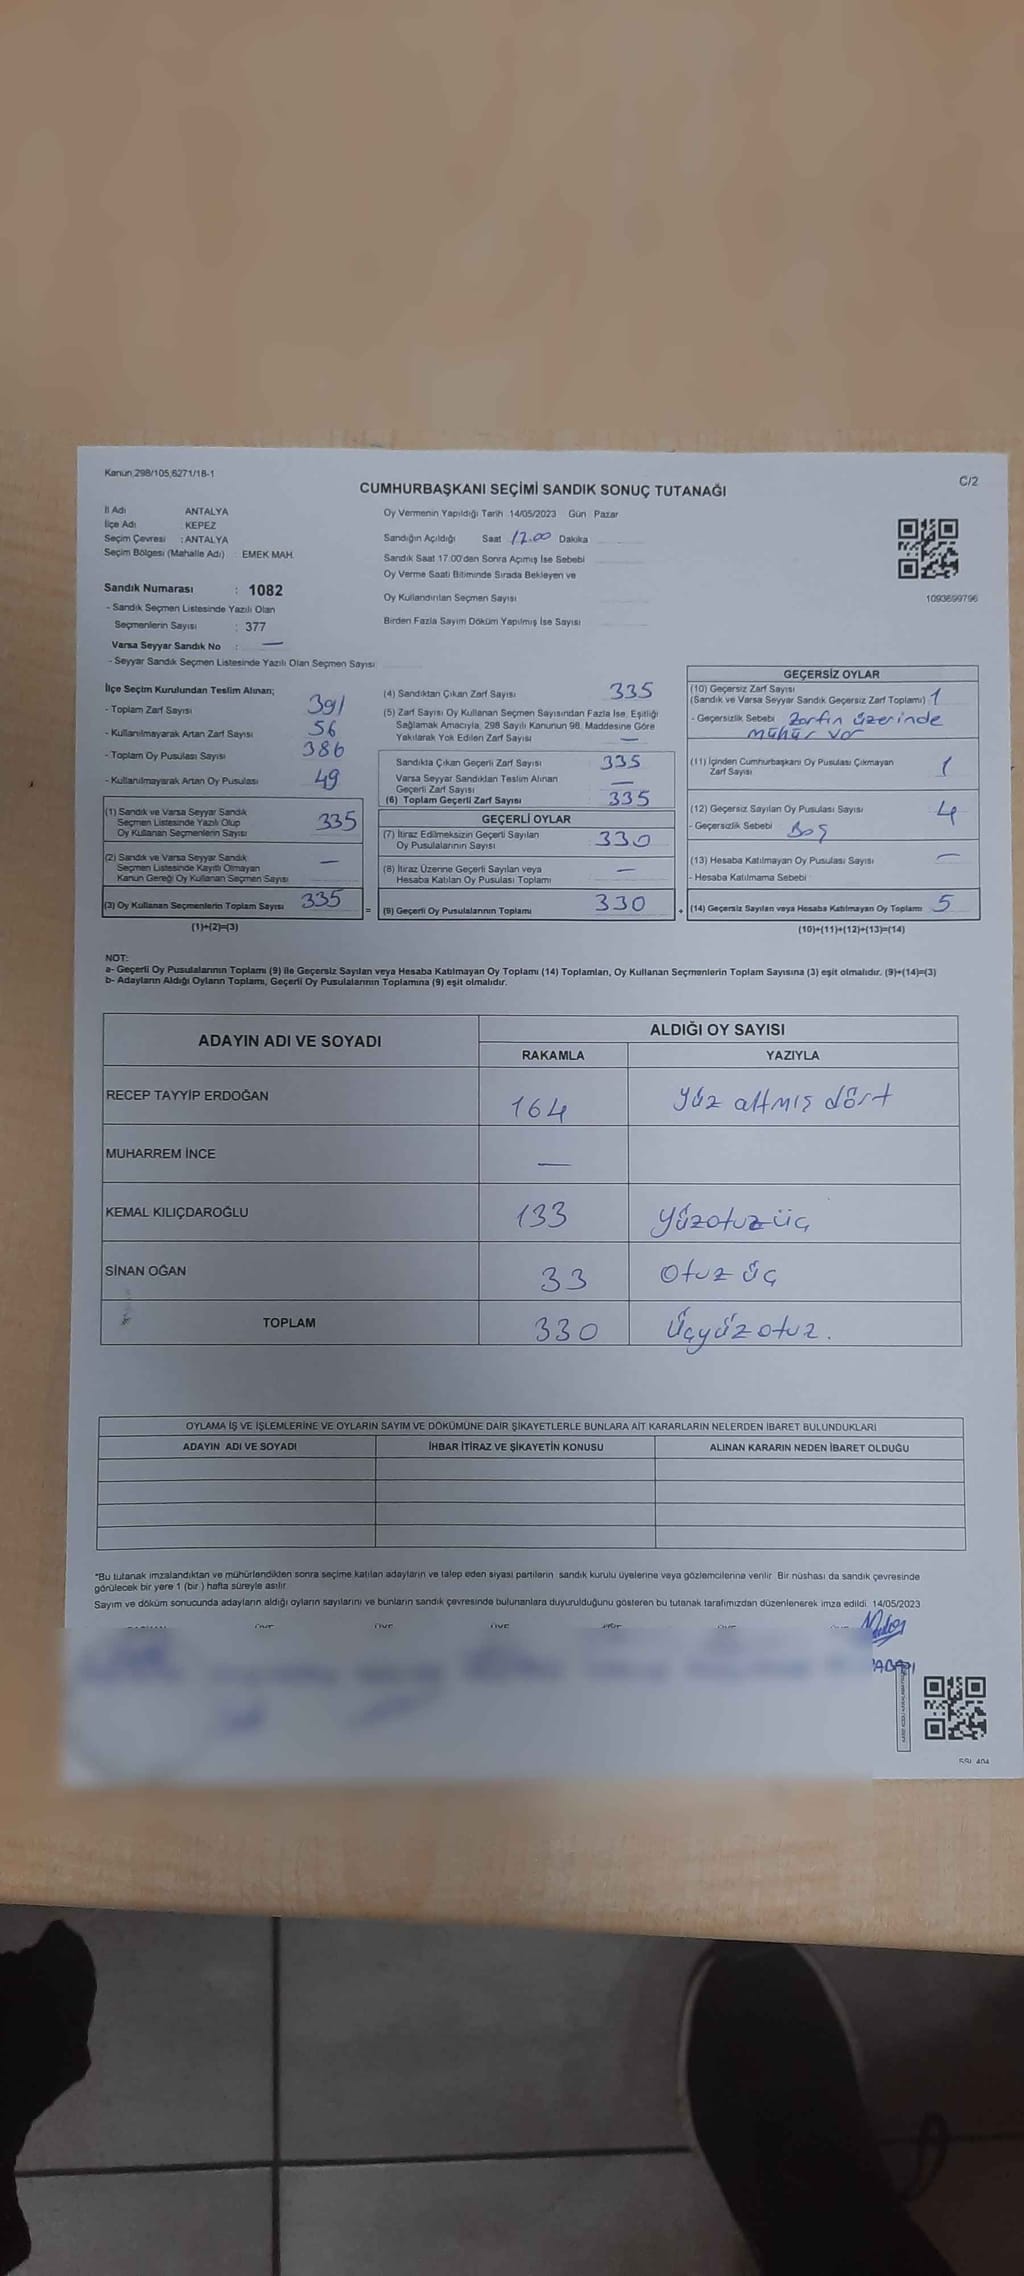 Kanun 298/105,6271/18-1
C/2
CUMHURBAŞKANI SEÇİMİ SANDIK SONUÇ TUTANAĞI
İl Adı ANTALYA
İlçe Adı KEPEZ
Seçim Çevresi : ANTALYA
Seçim Bölgesi (Mahalle Adı) : EMEK MAH.
Sandık Numarası : 1082
- Sandık Seçmen Listesinde Yazılı Olan
Seçmenlerin Sayısı : 377
Varsa Seyyar Sandık No : —
- Seyyar Sandık Seçmen Listesinde Yazılı Olan Seçmen Sayısı
Oy Vermenin Yapıldığı Tarih 14/05/2023 Gün Pazar
Sandığın Açıldığı Saat 17.00 Dakika
Sandık Saat 17:00'den Sonra Açımış İse Sebebi
Oy Verme Saati Bitiminde Sırada Bekleyen ve
Oy Kullandırılan Seçmen Sayısı
Birden Fazla Sayım Döküm Yapılmış İse Sayısı
1093699796
İlçe Seçim Kurulundan Teslim Alınan;
- Toplam Zarf Sayısı 391
- Kullanılmayarak Artan Zarf Sayısı 56
- Toplam Oy Pusulası Sayısı 386
- Kullanılmayarak Artan Oy Pusulası 49
(1) Sandık ve Varsa Seyyar Sandık
Seçmen Listesinde Yazılı Olup
Oy Kullanan Seçmenlerin Sayısı 335
(2) Sandık ve Varsa Seyyar Sandık
Seçmen Listesinde Kayıtlı Olmayan
Kanun Gereği Oy Kullanan Seçmen Sayısı —
(3) Oy Kullanan Seçmenlerin Toplam Sayısı 335
(1)+(2)=(3)
(4) Sandıktan Çıkan Zarf Sayısı 335
(5) Zarf Sayısı Oy Kullanan Seçmen Sayısından Fazla İse, Eşitliği
Sağlamak Amacıyla, 298 Sayılı Kanunun 98. Maddesine Göre
Yakılarak Yok Edilen Zarf Sayısı —
Sandıkta Çıkan Geçerli Zarf Sayısı 335
Varsa Seyyar Sandıkları Teslim Alınan
Geçerli Zarf Sayısı —
(6) Toplam Geçerli Zarf Sayısı 335
GEÇERLİ OYLAR
(7) İtiraz Edilmeksizin Geçerli Sayılan
Oy Pusulalarının Sayısı 330
(8) İtiraz Üzerine Geçerli Sayılan veya
Hesaba Katılan Oy Pusulası Toplamı —
= (9) Geçerli Oy Pusulalarının Toplamı 330
GEÇERSİZ OYLAR
(10) Geçersiz Zarf Sayısı
(Sandık ve Varsa Seyyar Sandık Geçersiz Zarf Toplamı) 1
- Geçersizlik Sebebi Zarfın üzerinde
mühür var
(11) İçinden Cumhurbaşkanı Oy Pusulası Çıkmayan
Zarf Sayısı 1
(12) Geçersiz Sayılan Oy Pusulası Sayısı 4
- Geçersizlik Sebebi Boş
(13) Hesaba Katılmayan Oy Pusulası Sayısı —
- Hesaba Katılmama Sebebi
+ (14) Geçersiz Sayılan veya Hesaba Katılmayan Oy Toplamı 5
(10)+(11)+(12)+(13)=(14)
NOT:
a- Geçerli Oy Pusulalarının Toplamı (9) ile Geçersiz Sayılan veya Hesaba Katılmayan Oy Toplamı (14) Toplamları, Oy Kullanan Seçmenlerin Toplam Sayısına (3) eşit olmalıdır. (9)+(14)=(3)
b- Adayların Aldığı Oyların Toplamı, Geçerli Oy Pusulalarının Toplamına (9) eşit olmalıdır.
ADAYIN ADI VE SOYADI
ALDIĞI OY SAYISI
RAKAMLA YAZIYLA
RECEP TAYYİP ERDOĞAN 164 Yüz altmış dört
MUHARREM İNCE —
KEMAL KILIÇDAROĞLU 133 Yüzotuz üç
SİNAN OĞAN 33 Otuz üç
TOPLAM 330 Üçyüz otuz.
OYLAMA İŞ VE İŞLEMLERİNE VE OYLARIN SAYIM VE DÖKÜMÜNE DAİR ŞİKAYETLERLE BUNLARA AİT KARARLARIN NELERDEN İBARET BULUNDUKLARI
ADAYIN ADI VE SOYADI İHBAR İTİRAZ VE ŞİKAYETİN KONUSU ALINAN KARARIN NEDEN İBARET OLDUĞU
*Bu tutanak imzalandıktan ve mühürlendikten sonra seçime katılan adayların ve talep eden siyasi partilerin sandık kurulu üyelerine veya gözlemcilerine verilir. Bir nüshası da sandık çevresinde
görülecek bir yere 1 (bir ) hafta süreyle asılır.
Sayım ve döküm sonucunda adayların aldığı oyların sayılarını ve bunların sandık çevresinde bulunanlara duyurulduğunu gösteren bu tutanak tarafımızdan düzenlenerek imza edildi. 14/05/2023